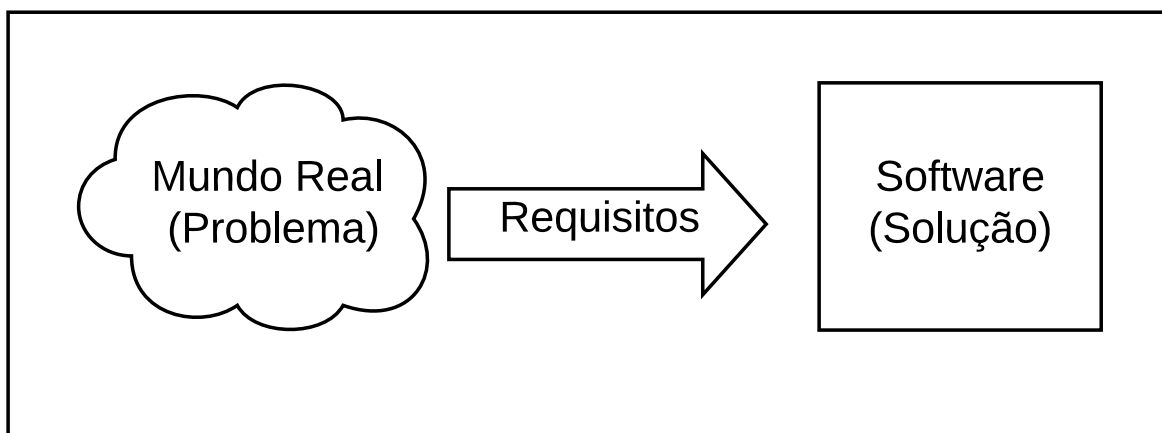 Mundo Real
(Problema)
Requisitos
Software
(Solução)